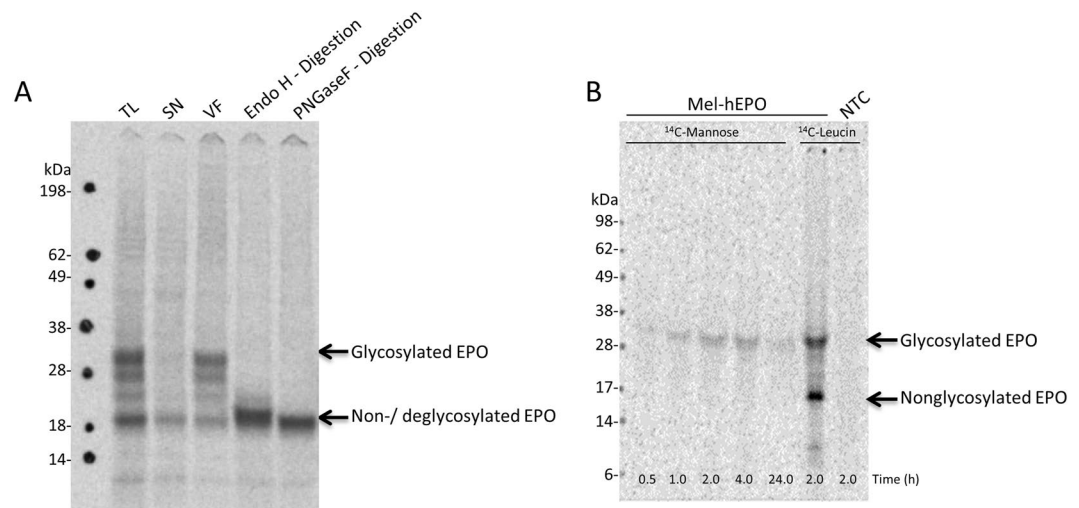 A
TL
SN
VF
Endo H - Digestion
PNGaseF - Digestion
kDa
198-
62-
49-
38-
28-
18-
14-
Glycosylated EPO
Non-/ deglycosylated EPO
B
Mel-hEPO
NTC
¹⁴C-Mannose
¹⁴C-Leucin
kDa
98-
62-
49-
38-
28-
17-
14-
6-
Glycosylated EPO
Nonglycosylated EPO
0.5 1.0 2.0 4.0 24.0 2.0 2.0 Time (h)